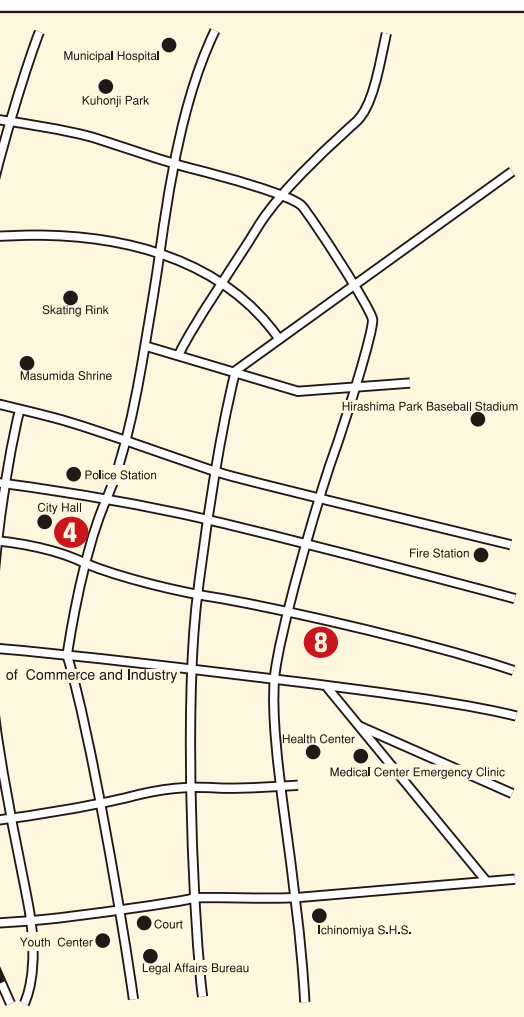 Municipal Hospital
Kuhonji Park
Skating Rink
Masumida Shrine
Hirashima Park Baseball Stadium
Police Station
City Hall
4
Fire Station
8
of Commerce and Industry
Health Center
Medical Center Emergency Clinic
Court
Ichinomiya S.H.S.
Youth Center
Legal Affairs Bureau